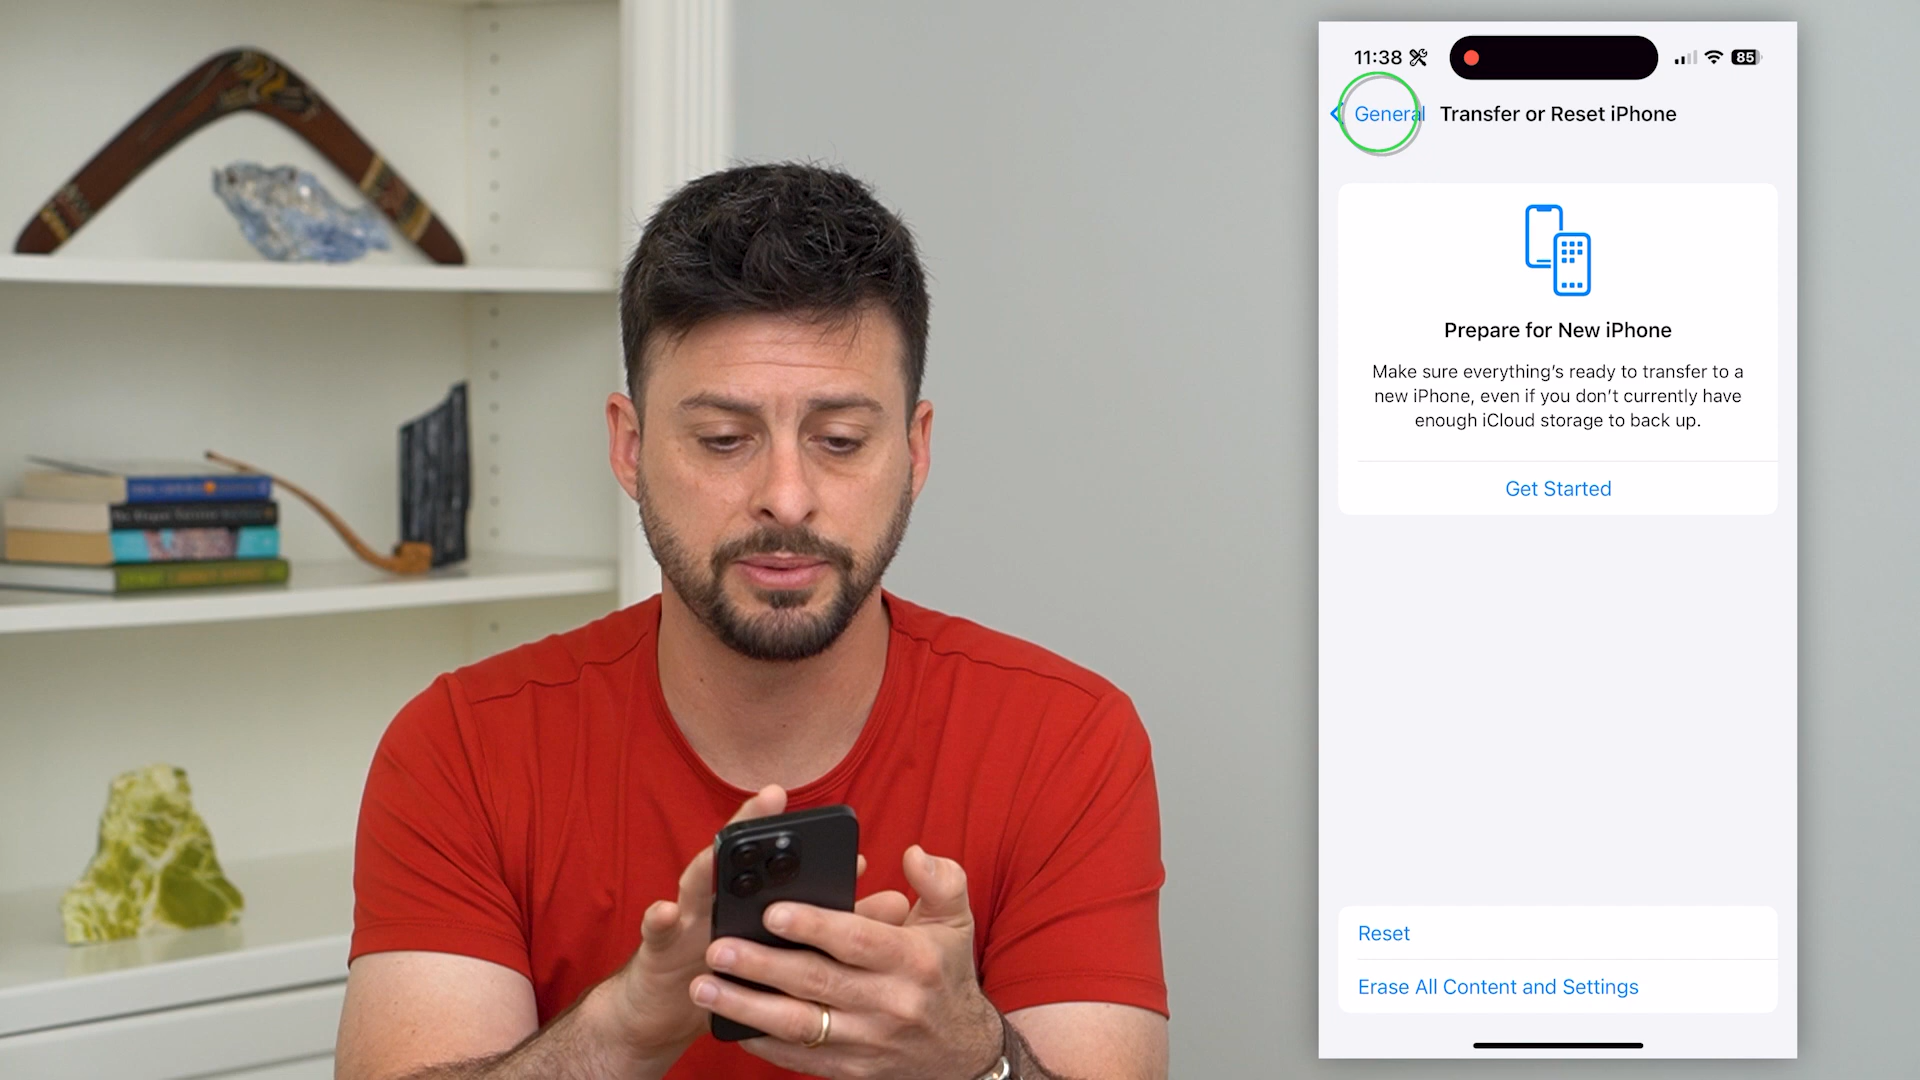 11:38
85
General Transfer or Reset iPhone
Prepare for New iPhone
Make sure everything's ready to transfer to a
new iPhone, even if you don't currently have
enough iCloud storage to back up.
Get Started
Reset
Erase All Content and Settings